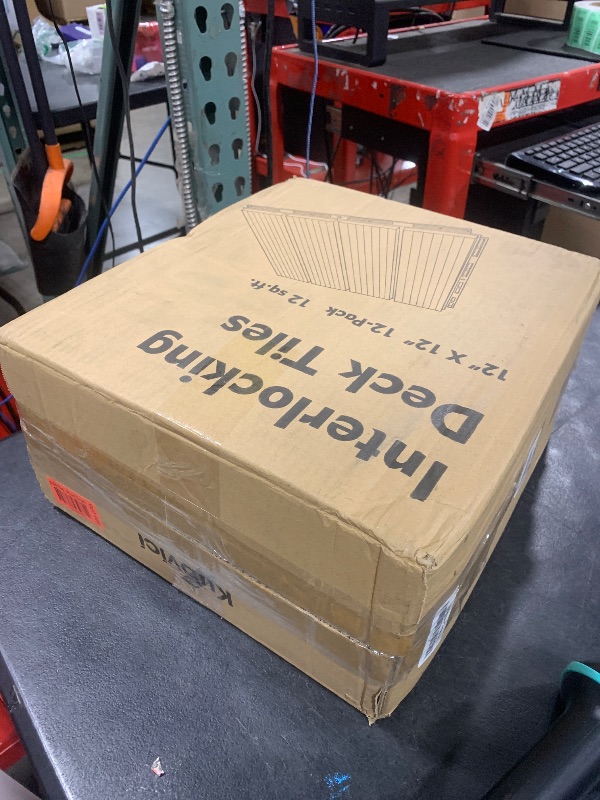 Interlocking
Deck Tiles
12" X 12" 12-Pack 12 sq.ft.